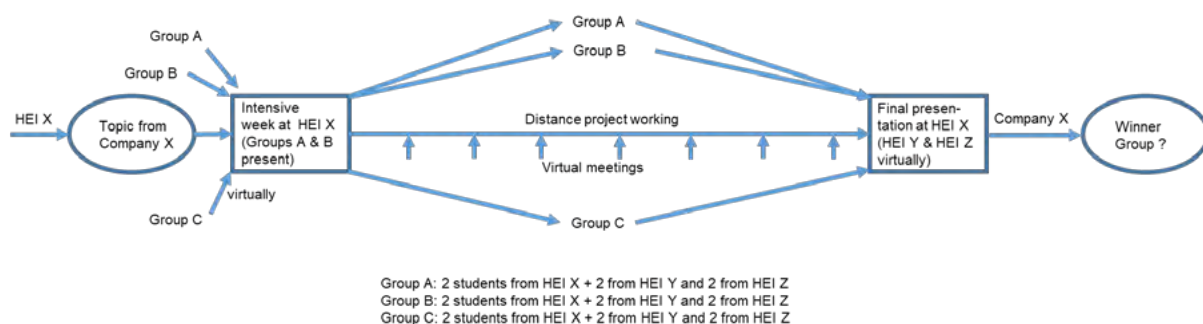 Group A
Group B
HEI X
Topic from
Company X
Intensive
week at HEI X
(Groups A & B
present)
virtually
Group C
Group A
Group B
Distance project working
Virtual meetings
Group C
Final presen-
tation at HEI X
(HEI Y & HEI Z
virtually)
Company X
Winner
Group ?
Group A: 2 students from HEI X + 2 from HEI Y and 2 from HEI Z
Group B: 2 students from HEI X + 2 from HEI Y and 2 from HEI Z
Group C: 2 students from HEI X + 2 from HEI Y and 2 from HEI Z